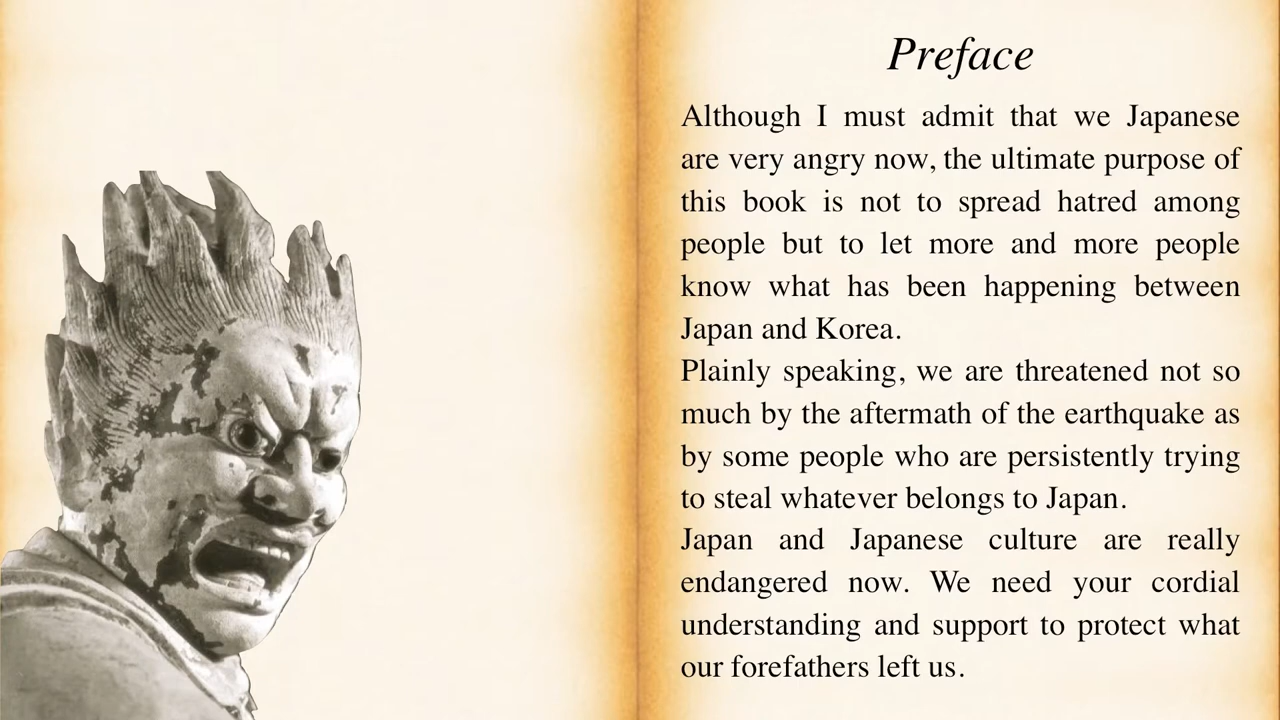 Preface
Although I must admit that we Japanese
are very angry now, the ultimate purpose of
this book is not to spread hatred among
people but to let more and more people
know what has been happening between
Japan and Korea.
Plainly speaking, we are threatened not so
much by the aftermath of the earthquake as
by some people who are persistently trying
to steal whatever belongs to Japan.
Japan and Japanese culture are really
endangered now. We need your cordial
understanding and support to protect what
our forefathers left us.